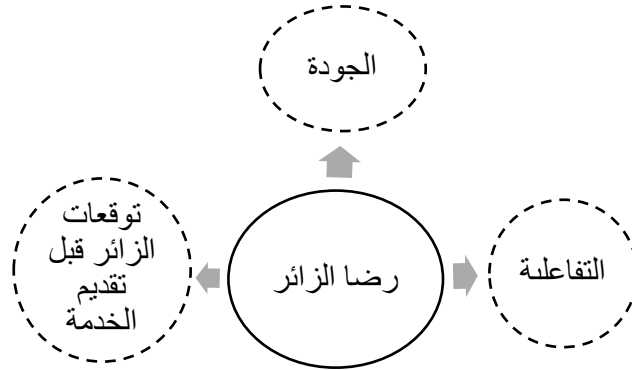 الجودة
توقعات
الزائر قبل
تقديم
الخدمة
رضا الزائر
التفاعلية